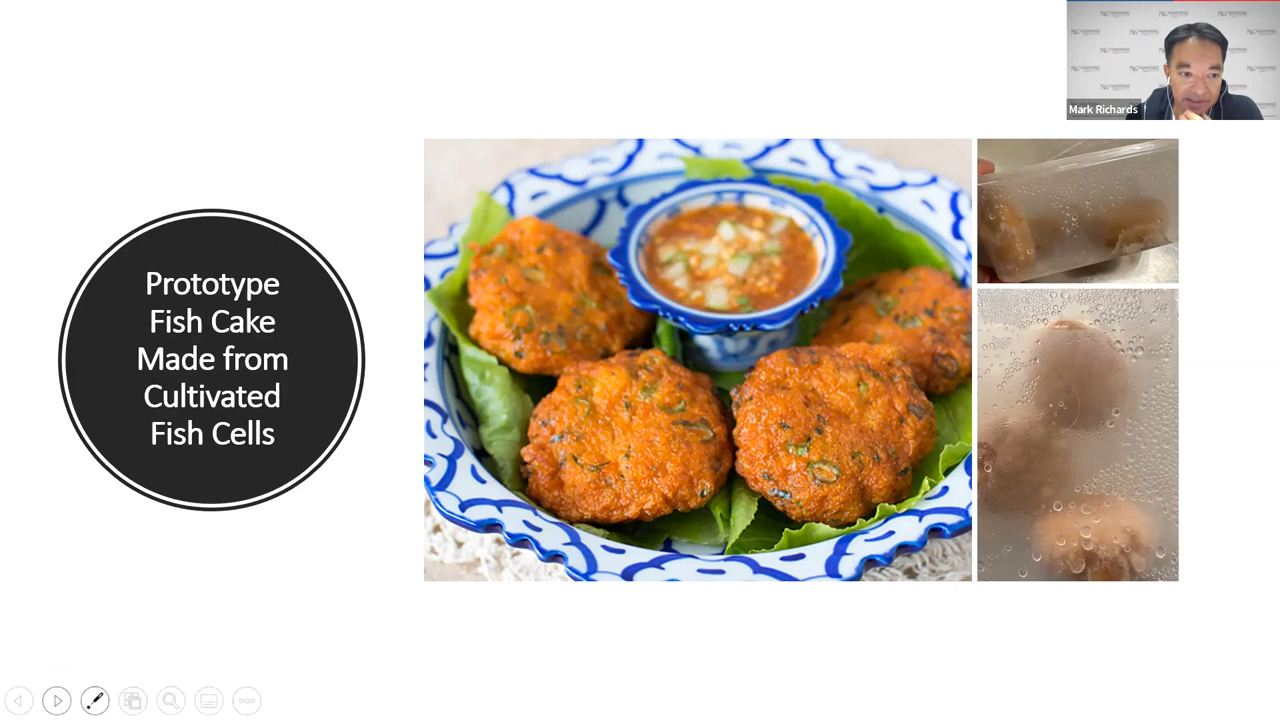 Prototype
Fish Cake
Made from
Cultivated
Fish Cells
Mark Richards